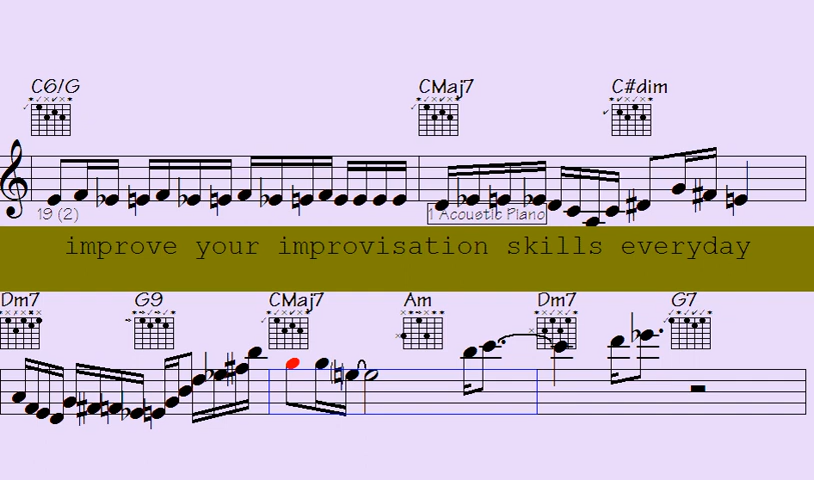 C6/G CMaj7 C#dim
19 (2) 1 Acoustic Piano
improve your improvisation skills everyday
Dm7 G9 CMaj7 Am Dm7 G7